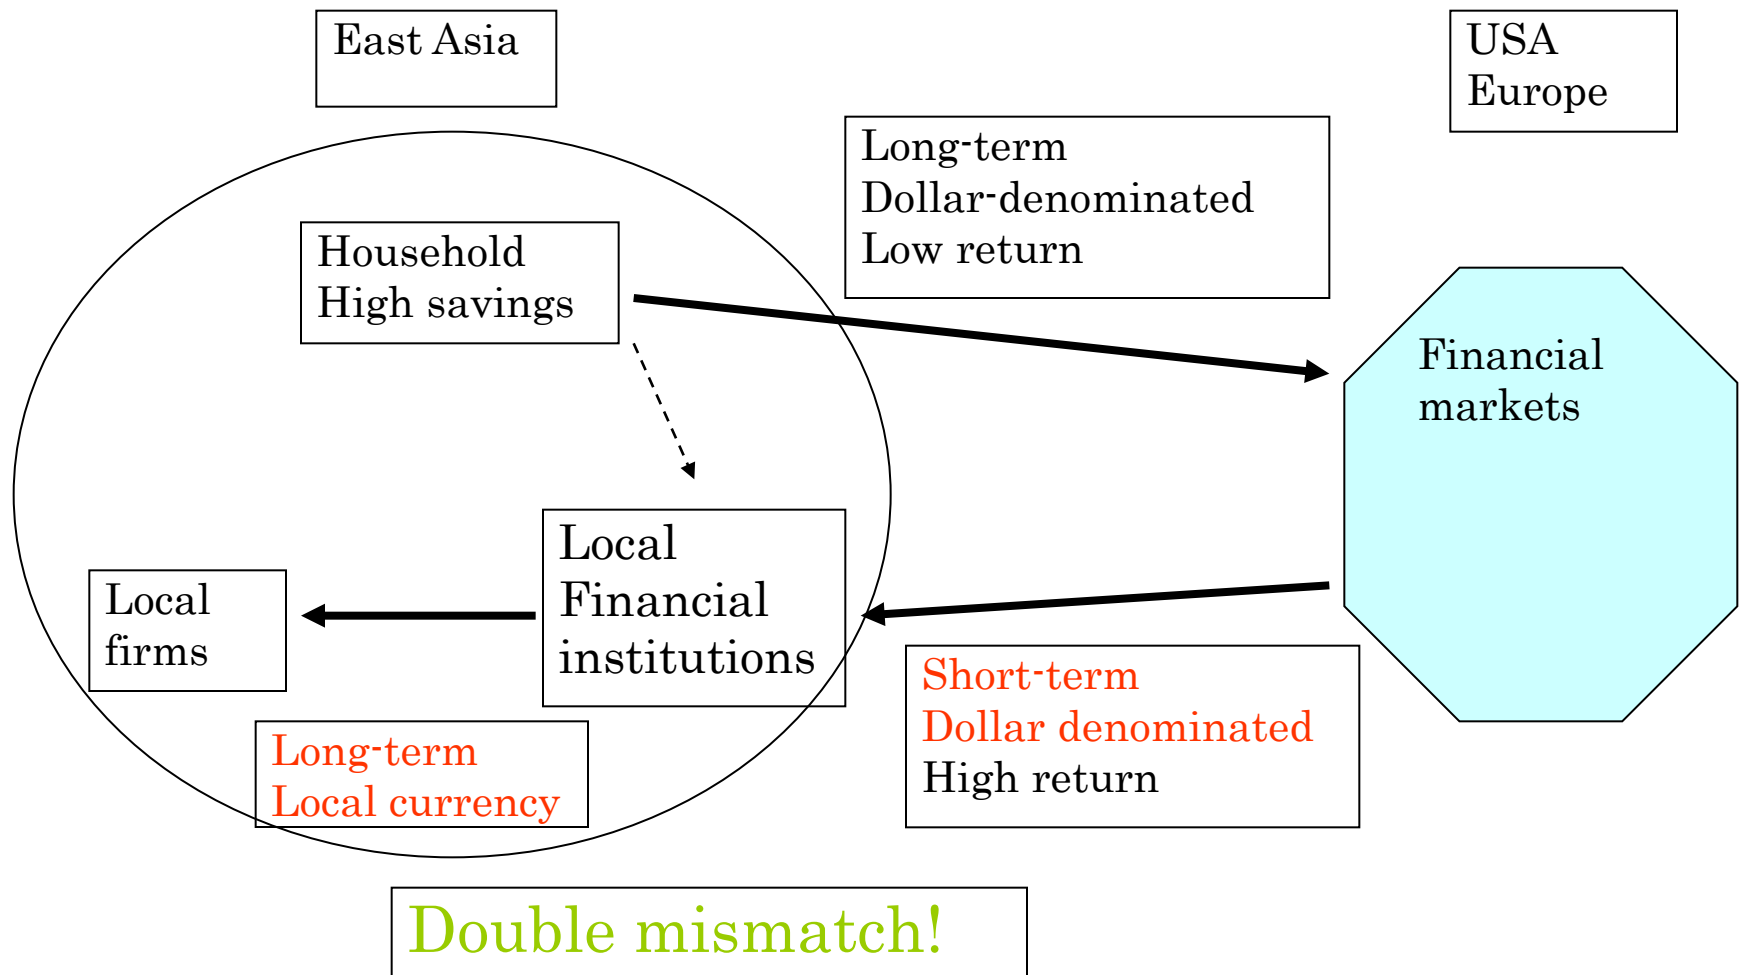 East Asia
USA
Europe
Long-term
Dollar-denominated
Low return
Household
High savings
Financial
markets
Local
Financial
institutions
Local
firms
Short-term
Dollar denominated
High return
Long-term
Local currency
Double mismatch!